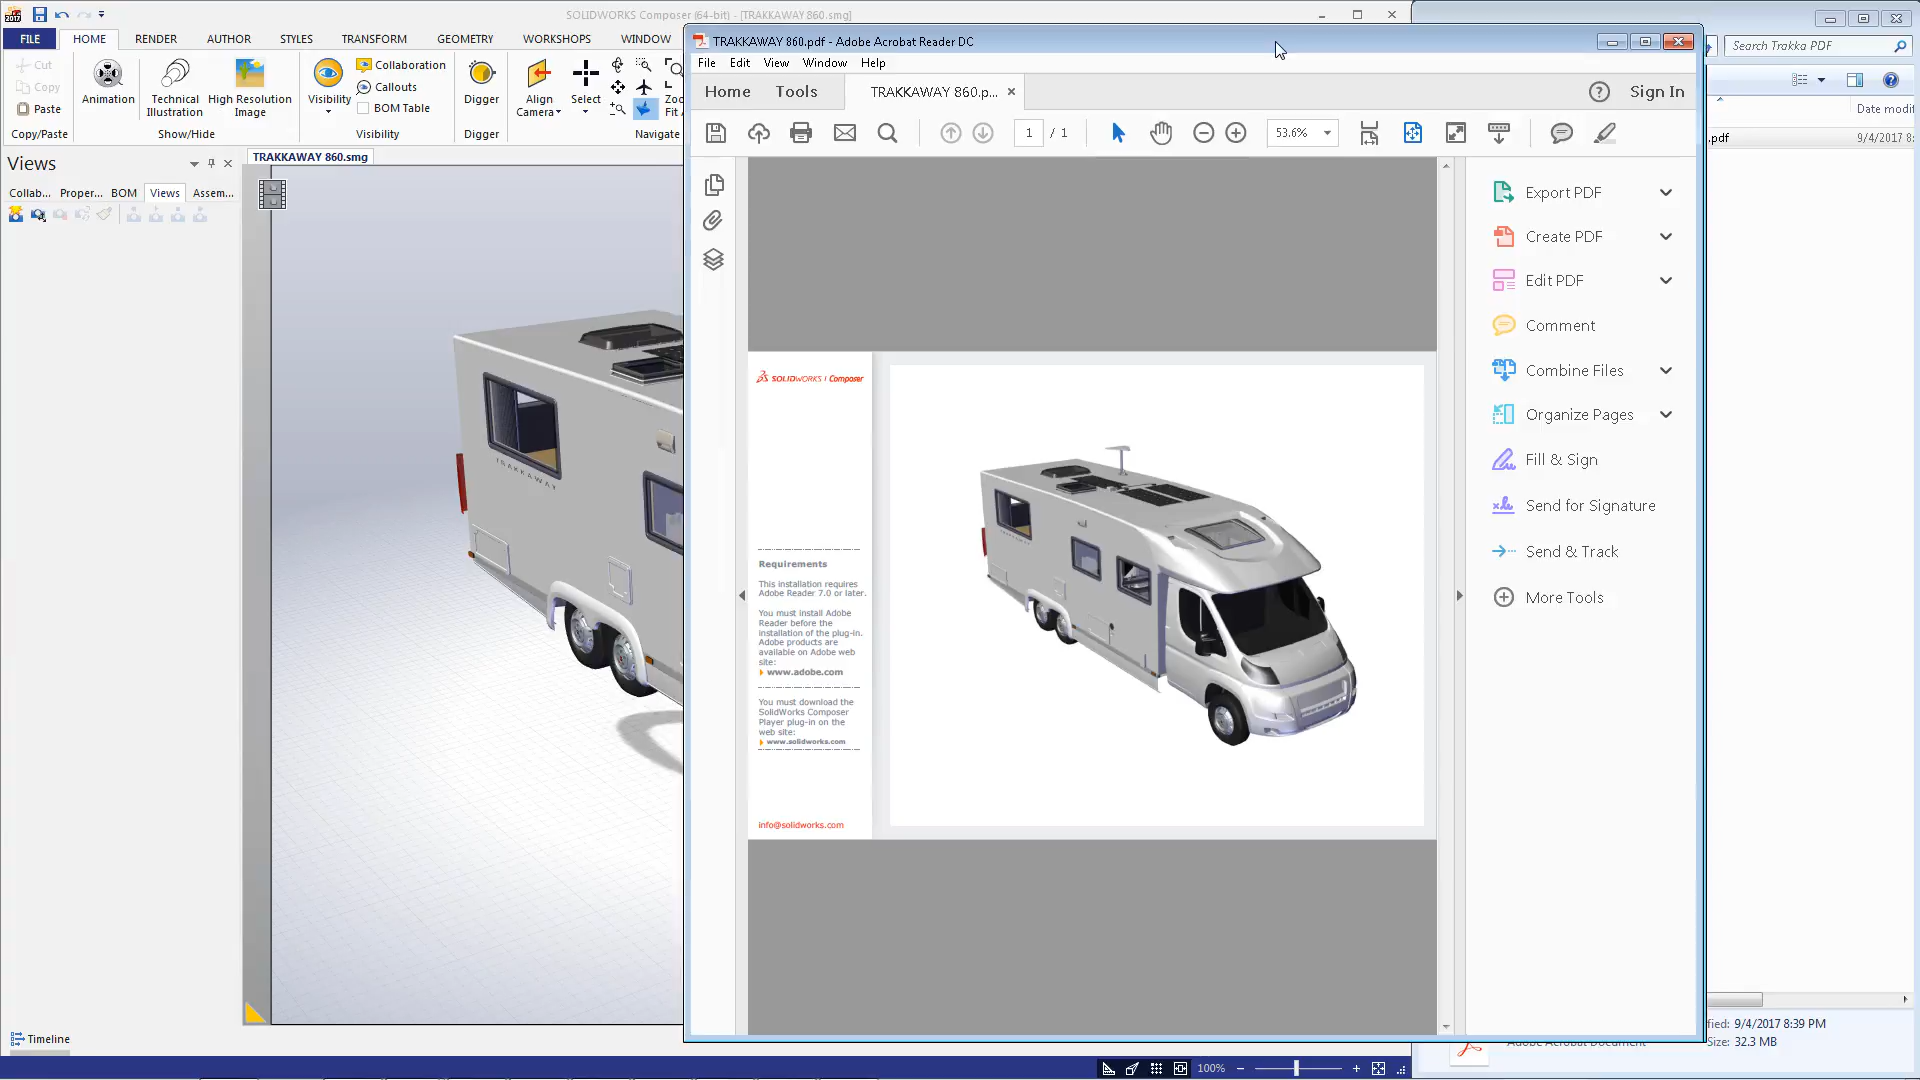 SOLIDWORKS Composer (64-bit) - [TRAKKAWAY 860.smg]
FILE
HOME
RENDER
AUTHOR
STYLES
TRANSFORM
GEOMETRY
WORKSHOPS
WINDOW
Cut
Copy
Paste
Copy/Paste
Animation
Technical
Illustration
High Resolution
Image
Show/Hide
Visibility
Collaboration
Callouts
BOM Table
Visibility
Digger
Digger
Align
Camera
Select
Zoo
Fit
Navigate
Views
Collab...
Proper...
BOM
Views
Assem...
TRAKKAWAY 860.smg
TRAKKAWAY
Timeline
100%
TRAKKAWAY 860.pdf - Adobe Acrobat Reader DC
File
Edit
View
Window
Help
Home
Tools
TRAKKAWAY 860.p...
Sign In
1 / 1
53.6%
SOLIDWORKS | Composer
Requirements
This installation requires
Adobe Reader 7.0 or later.
You must install Adobe
Reader before the
installation of the plug-in.
Adobe products are
available on Adobe web
site:
www.adobe.com
You must download the
SolidWorks Composer
Player plug-in on the
web site:
www.solidworks.com
info@solidworks.com
Export PDF
Create PDF
Edit PDF
Comment
Combine Files
Organize Pages
Fill & Sign
Send for Signature
Send & Track
More Tools
Search Trakka PDF
Date modif
.pdf
9/4/2017 8:
fied: 9/4/2017 8:39 PM
Size: 32.3 MB
Adobe Acrobat Document